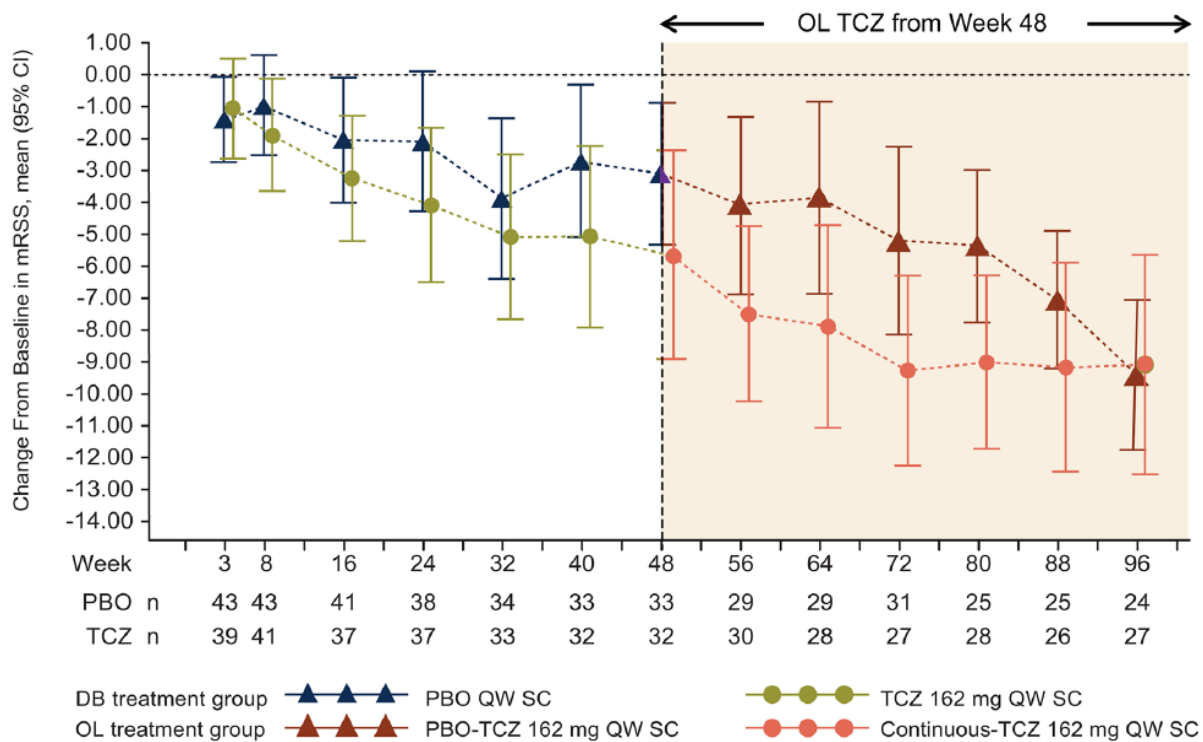 OL TCZ from Week 48
Change From Baseline in mRSS, mean (95% CI)
1.00
0.00
-1.00
-2.00
-3.00
-4.00
-5.00
-6.00
-7.00
-8.00
-9.00
-10.00
-11.00
-12.00
-13.00
-14.00
Week 3 8 16 24 32 40 48 56 64 72 80 88 96
PBO n 43 43 41 38 34 33 33 29 29 31 25 25 24
TCZ n 39 41 37 37 33 32 32 30 28 27 28 26 27
DB treatment group PBO QW SC TCZ 162 mg QW SC
OL treatment group PBO-TCZ 162 mg QW SC Continuous-TCZ 162 mg QW SC